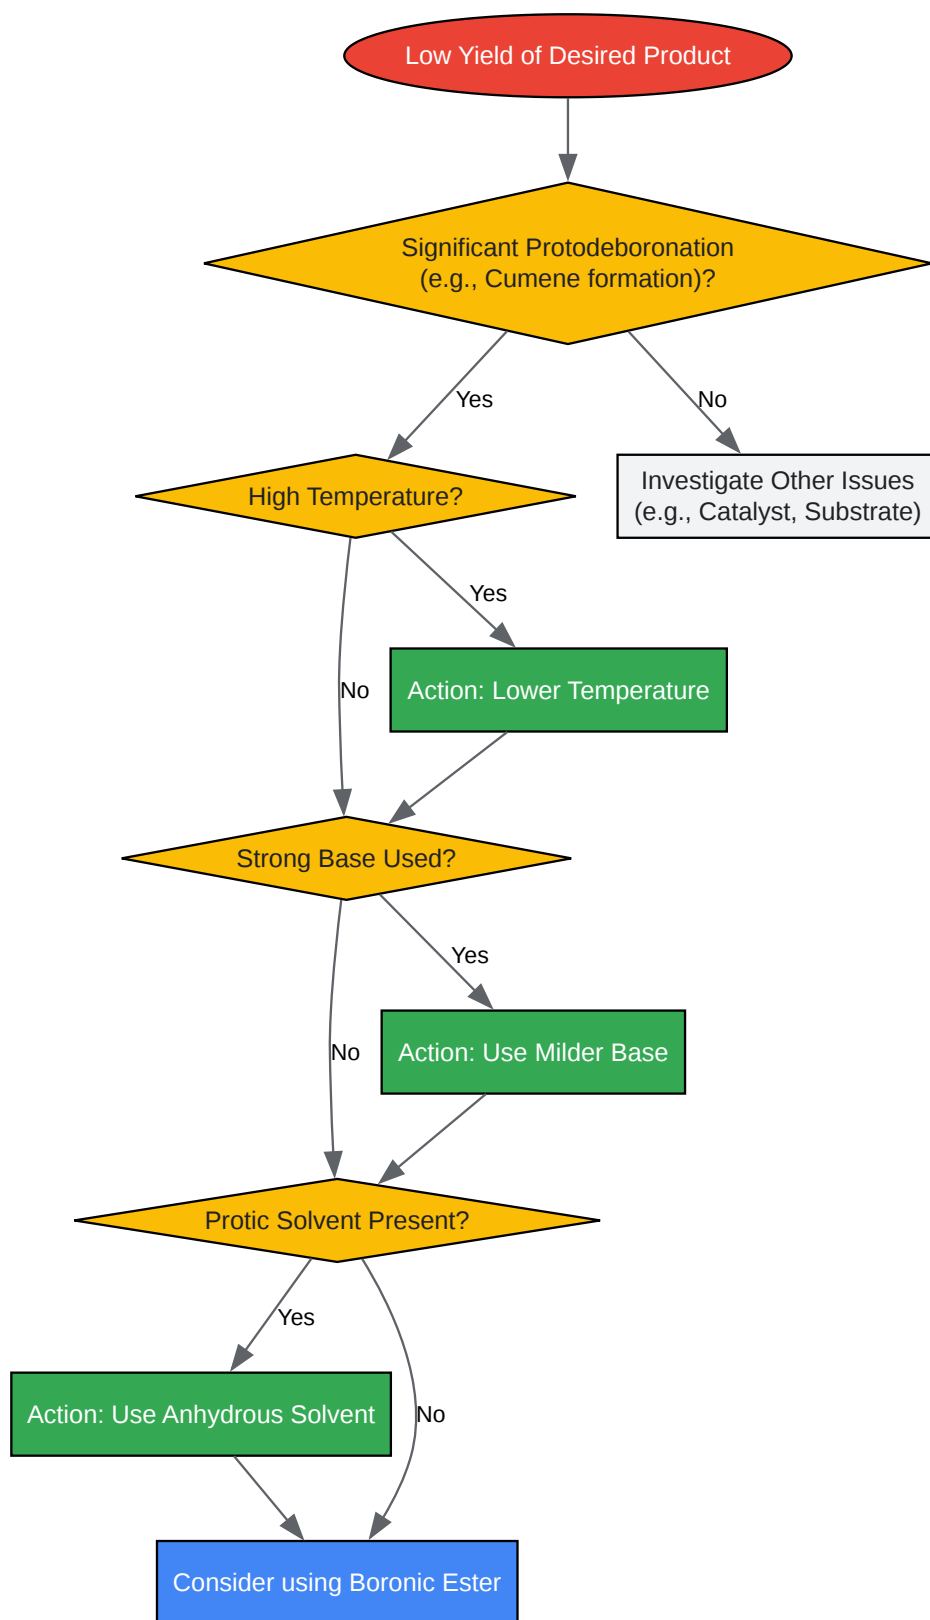 Low Yield of Desired Product
Significant Protodeboronation
(e.g., Cumene formation)?
Yes
No
High Temperature?
Investigate Other Issues
(e.g., Catalyst, Substrate)
Yes
No
Action: Lower Temperature
Strong Base Used?
Yes
No
Action: Use Milder Base
Protic Solvent Present?
Yes
Action: Use Anhydrous Solvent
No
Consider using Boronic Ester